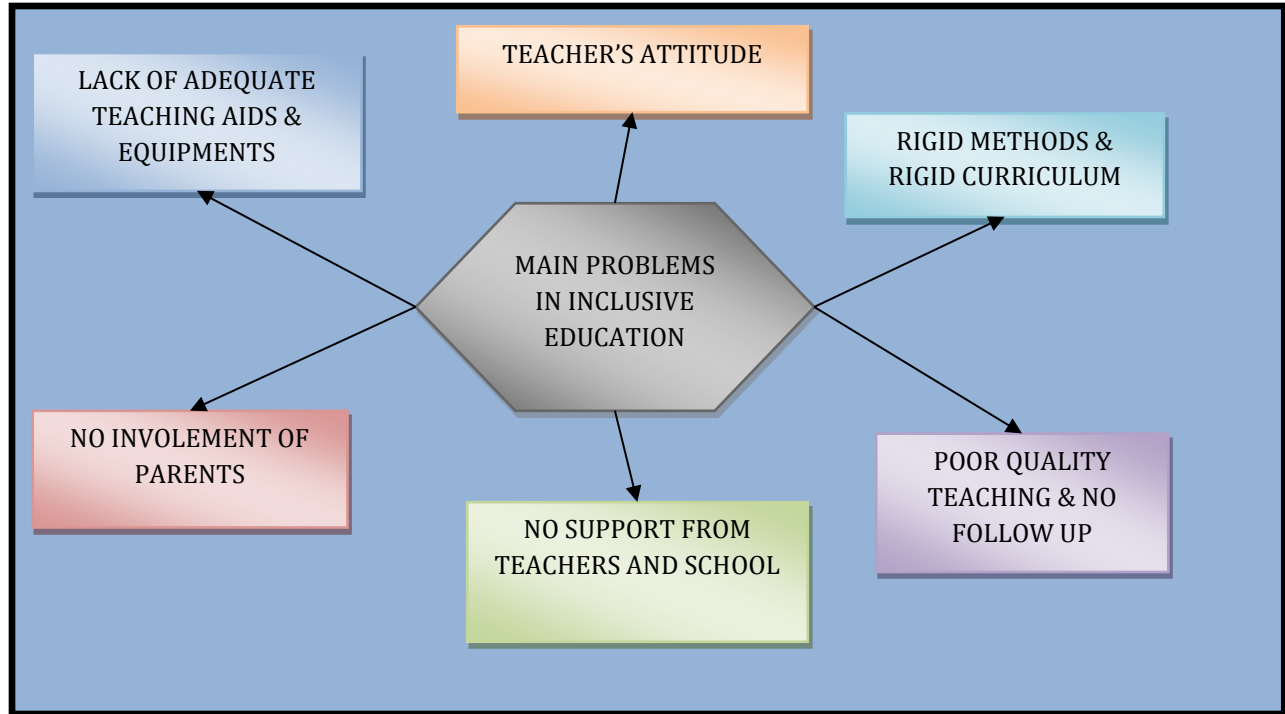 TEACHER’S ATTITUDE
LACK OF ADEQUATE
TEACHING AIDS &
EQUIPMENTS
RIGID METHODS &
RIGID CURRICULUM
MAIN PROBLEMS
IN INCLUSIVE
EDUCATION
NO INVOLEMENT OF
PARENTS
POOR QUALITY
TEACHING & NO
FOLLOW UP
NO SUPPORT FROM
TEACHERS AND SCHOOL